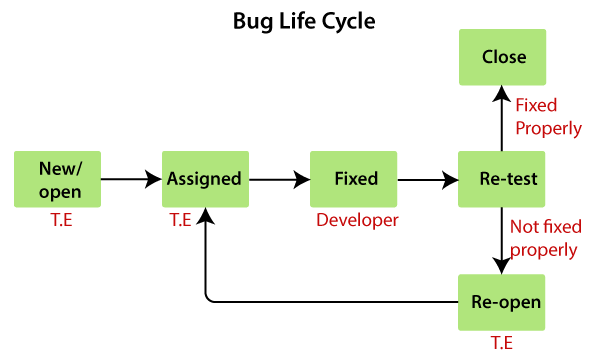 Bug Life Cycle
Close
Fixed
Properly
New/
open
T.E
Assigned
T.E
Fixed
Developer
Re-test
Not fixed
properly
Re-open
T.E